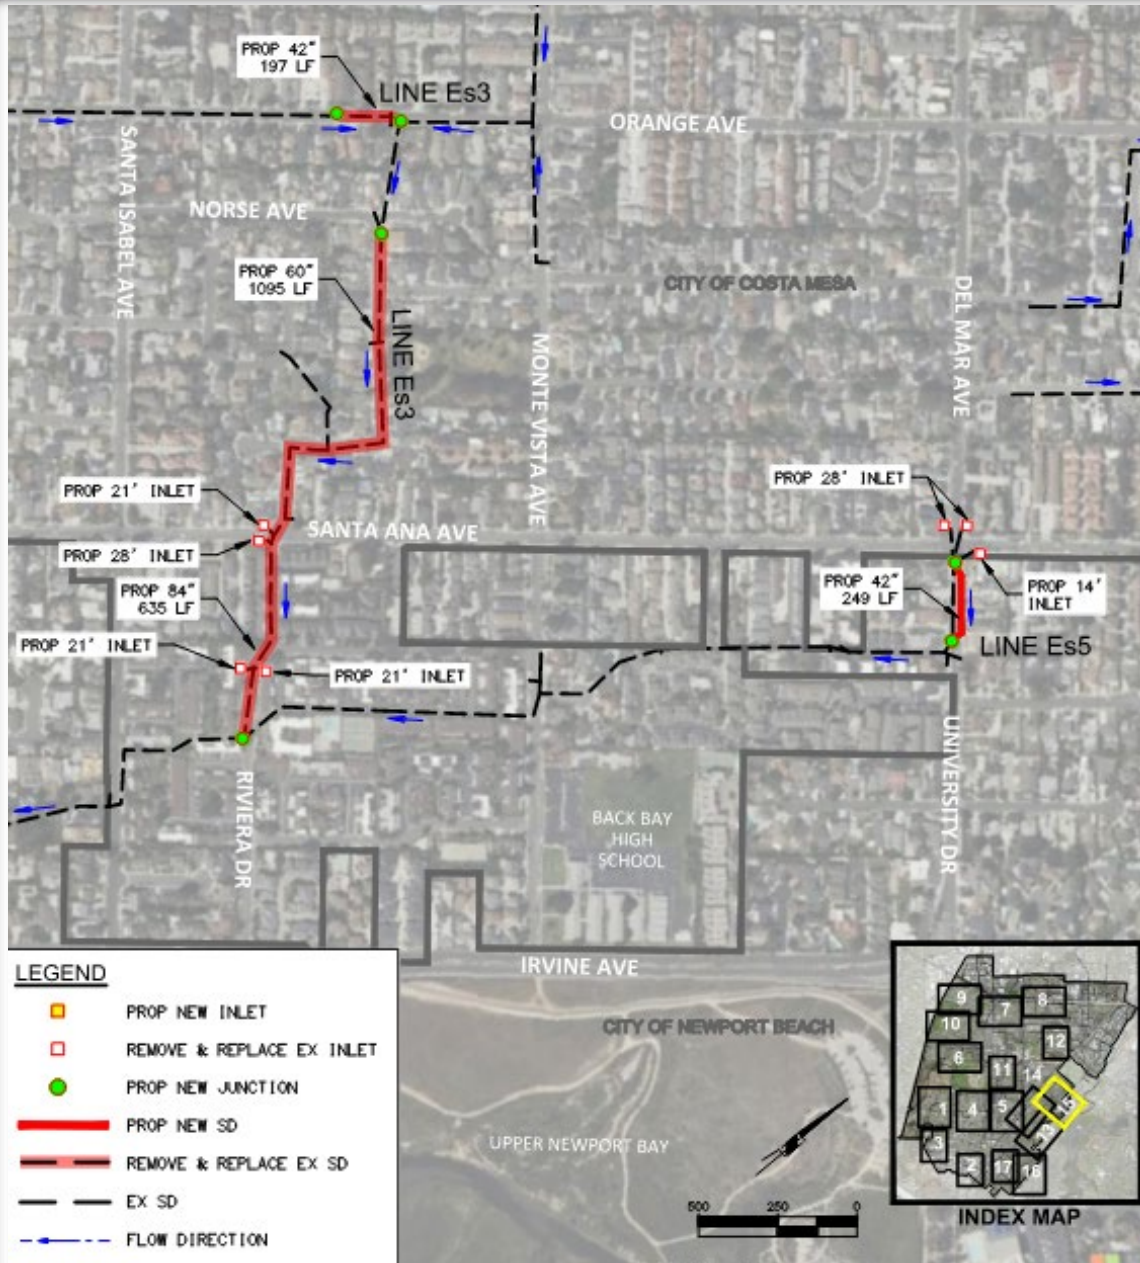 PROP 42"
197 LF
LINE Es3
ORANGE AVE
SANTA ISABEL AVE
NORSE AVE
PROP 60"
1095 LF
LINE Es3
CITY OF COSTA MESA
DEL MAR AVE
MONTE VISTA AVE
PROP 21' INLET
PROP 28' INLET
SANTA ANA AVE
PROP 28' INLET
PROP 84"
635 LF
PROP 42"
249 LF
PROP 14'
INLET
PROP 21' INLET
PROP 21' INLET
LINE Es5
RIVIERA DR
UNIVERSITY DR
BACK BAY
HIGH
SCHOOL
IRVINE AVE
CITY OF NEWPORT BEACH
UPPER NEWPORT BAY
500 250 0
LEGEND
PROP NEW INLET
REMOVE & REPLACE EX INLET
PROP NEW JUNCTION
PROP NEW SD
REMOVE & REPLACE EX SD
EX SD
FLOW DIRECTION
9
7
8
10
12
6
11
14
1
4
5
15
13
3
2
17
16
INDEX MAP